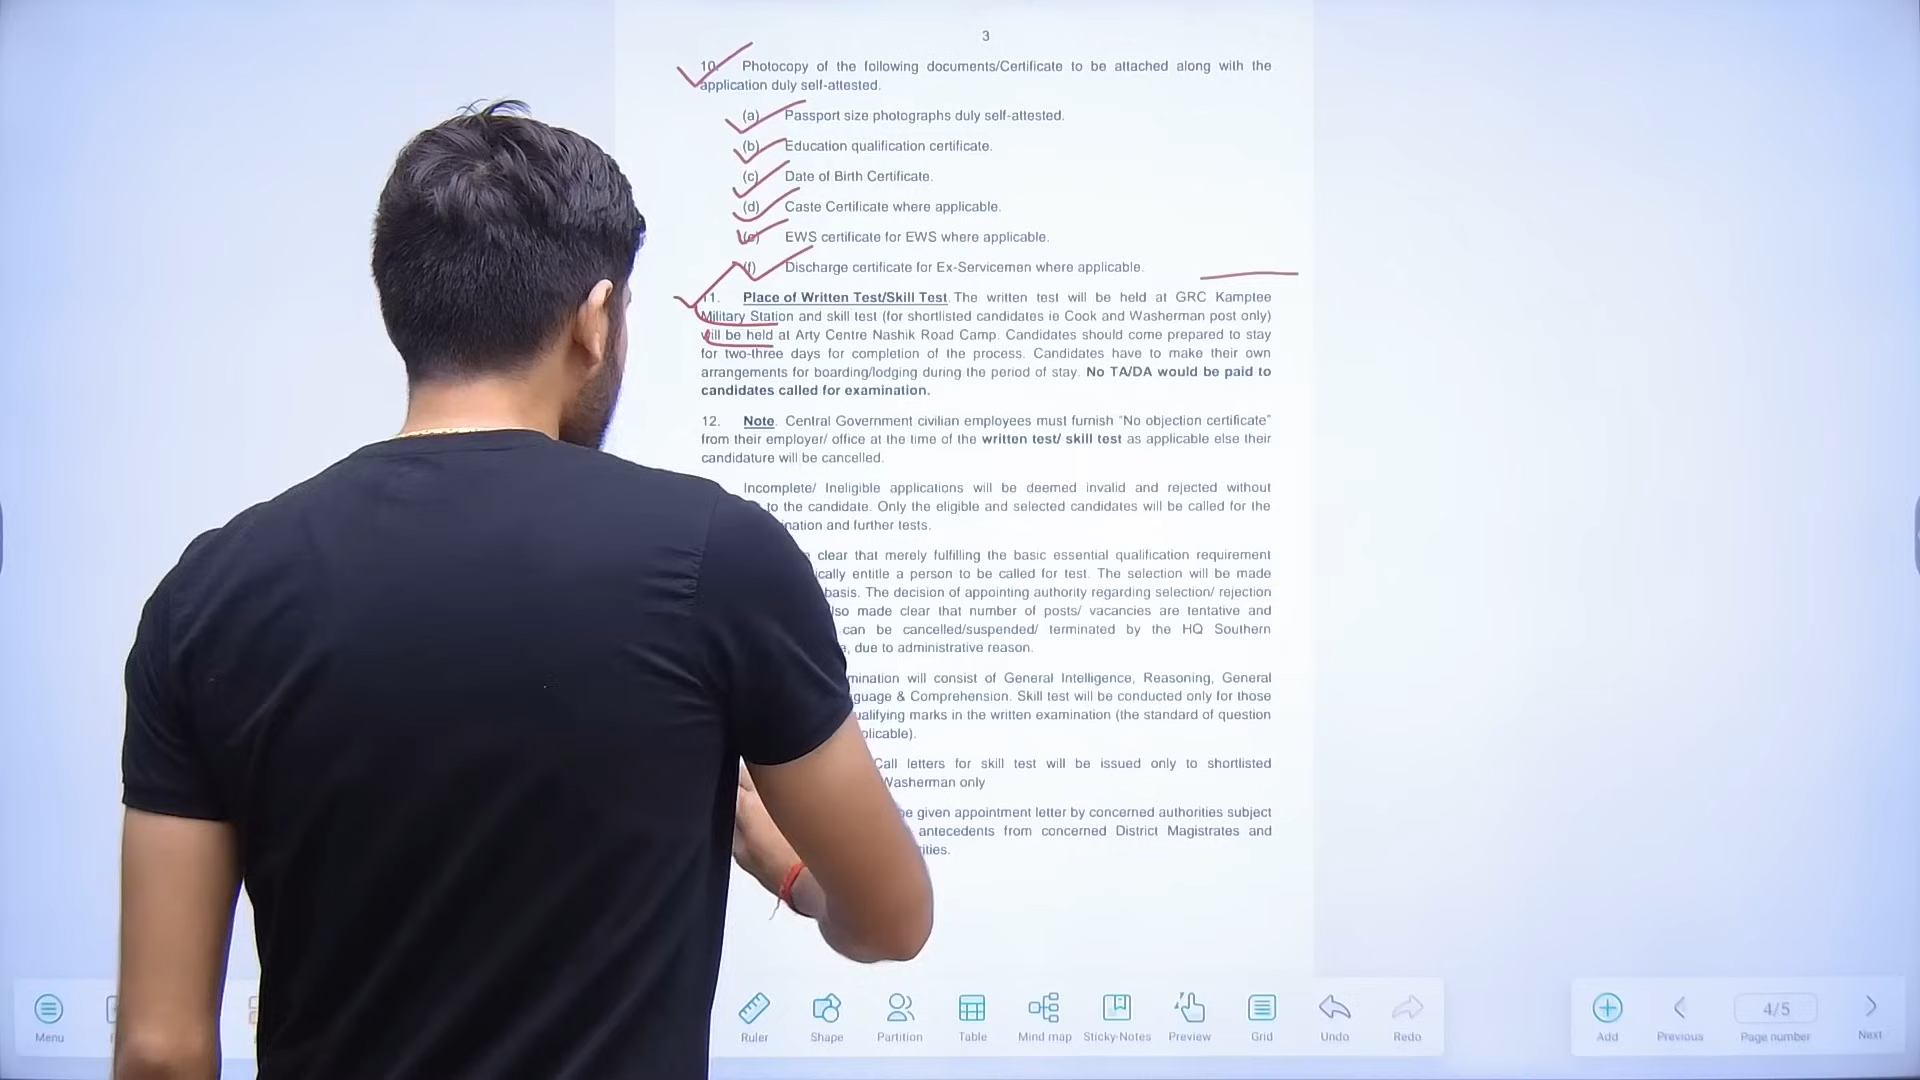 3
10. Photocopy of the following documents/Certificate to be attached along with the
application duly self-attested.
(a) Passport size photographs duly self-attested.
(b) Education qualification certificate.
(c) Date of Birth Certificate.
(d) Caste Certificate where applicable.
(e) EWS certificate for EWS where applicable.
(f) Discharge certificate for Ex-Servicemen where applicable.
11. Place of Written Test/Skill Test. The written test will be held at GRC Kamptee
Military Station and skill test (for shortlisted candidates ie Cook and Washerman post only)
will be held at Arty Centre Nashik Road Camp. Candidates should come prepared to stay
for two-three days for completion of the process. Candidates have to make their own
arrangements for boarding/lodging during the period of stay. No TA/DA would be paid to
candidates called for examination.
12. Note. Central Government civilian employees must furnish "No objection certificate"
from their employer/ office at the time of the written test/ skill test as applicable else their
candidature will be cancelled.
Incomplete/ Ineligible applications will be deemed invalid and rejected without
to the candidate. Only the eligible and selected candidates will be called for the
and further tests.
clear that merely fulfilling the basic essential qualification requirement
entitle a person to be called for test. The selection will be made
basis. The decision of appointing authority regarding selection/ rejection
made clear that number of posts/ vacancies are tentative and
can be cancelled/suspended/ terminated by the HQ Southern
due to administrative reason.
will consist of General Intelligence, Reasoning, General
& Comprehension. Skill test will be conducted only for those
marks in the written examination (the standard of question
Call letters for skill test will be issued only to shortlisted
Washerman only
be given appointment letter by concerned authorities subject
antecedents from concerned District Magistrates and
Menu Ruler Shape Partition Table Mind map Sticky-Notes Preview Grid Undo Redo Add Previous 4/5 Page number Next